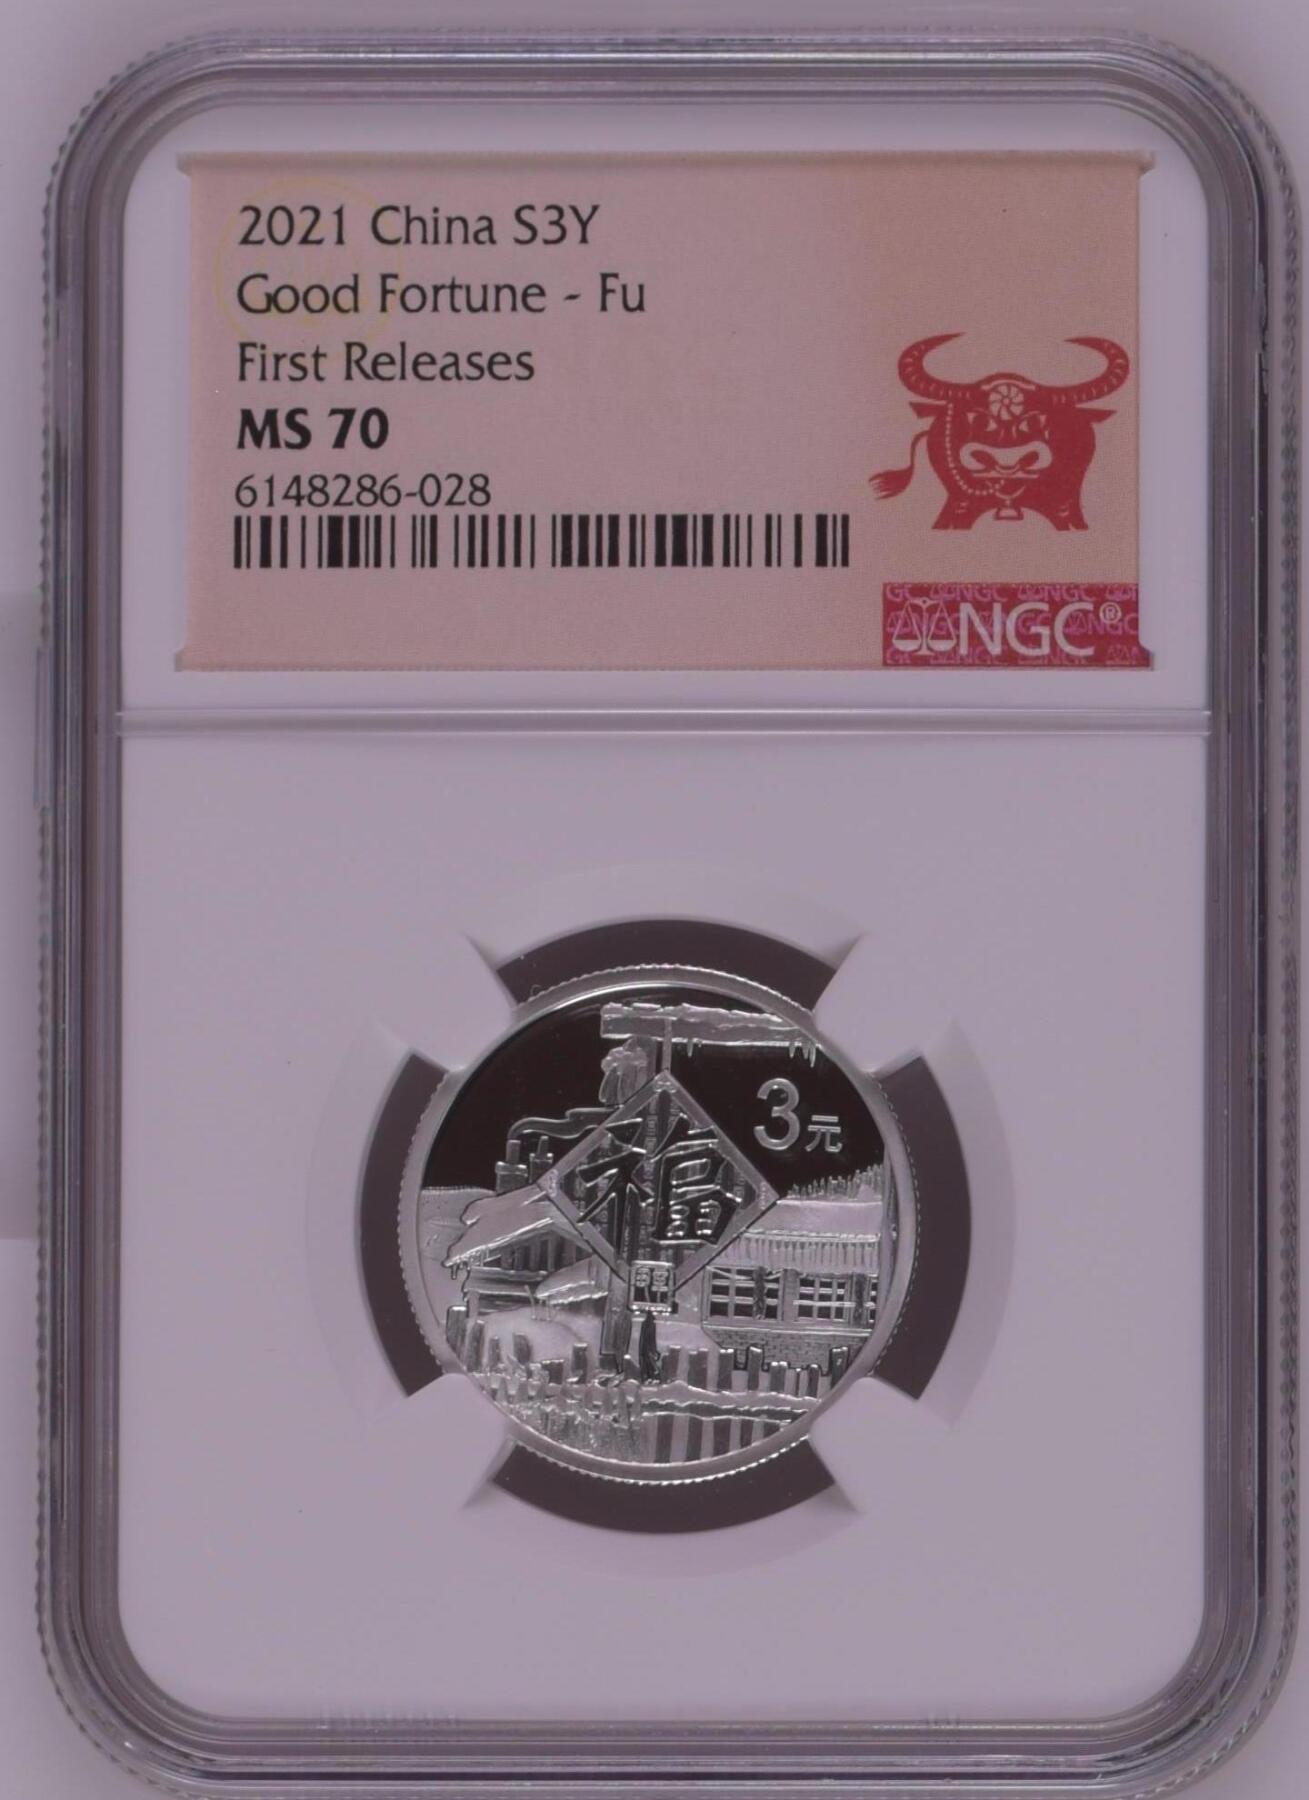 2021 China S3Y
Good Fortune - Fu
First Releases
MS 70
6148286-028
NGC®
3元
福